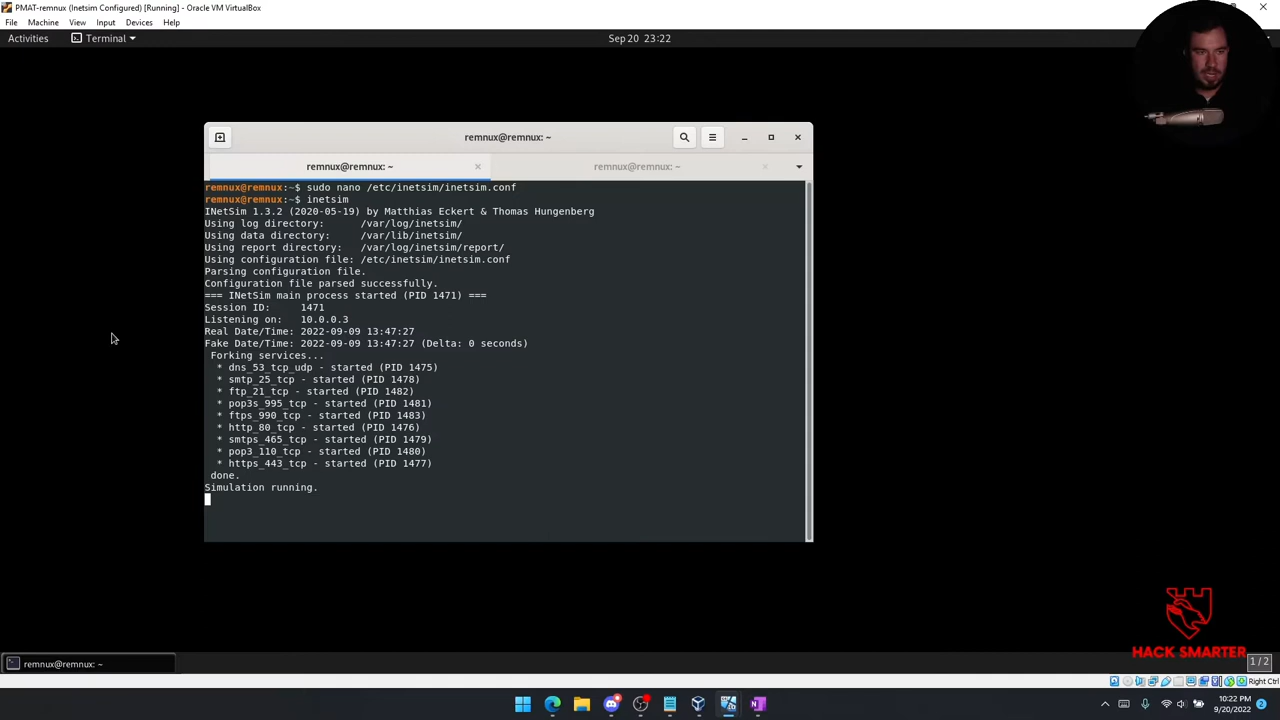 PMAT-remnux (Inetsim Configured) [Running] - Oracle VM VirtualBox
File Machine View Input Devices Help
Activities Terminal Sep 20 23:22
remnux@remnux: ~
remnux@remnux: ~ remnux@remnux: ~
remnux@remnux:~$ sudo nano /etc/inetsim/inetsim.conf
remnux@remnux:~$ inetsim
INetSim 1.3.2 (2020-05-19) by Matthias Eckert & Thomas Hungenberg
Using log directory: /var/log/inetsim/
Using data directory: /var/lib/inetsim/
Using report directory: /var/log/inetsim/report/
Using configuration file: /etc/inetsim/inetsim.conf
Parsing configuration file.
Configuration file parsed successfully.
=== INetSim main process started (PID 1471) ===
Session ID: 1471
Listening on: 10.0.0.3
Real Date/Time: 2022-09-09 13:47:27
Fake Date/Time: 2022-09-09 13:47:27 (Delta: 0 seconds)
Forking services...
* dns_53_tcp_udp - started (PID 1475)
* smtp_25_tcp - started (PID 1478)
* ftp_21_tcp - started (PID 1482)
* pop3s_995_tcp - started (PID 1481)
* ftps_990_tcp - started (PID 1483)
* http_80_tcp - started (PID 1476)
* smtps_465_tcp - started (PID 1479)
* pop3_110_tcp - started (PID 1480)
* https_443_tcp - started (PID 1477)
done.
Simulation running.
HACK SMARTER
remnux@remnux: ~ 1 / 2
Right Ctrl
10:22 PM
9/20/2022 2